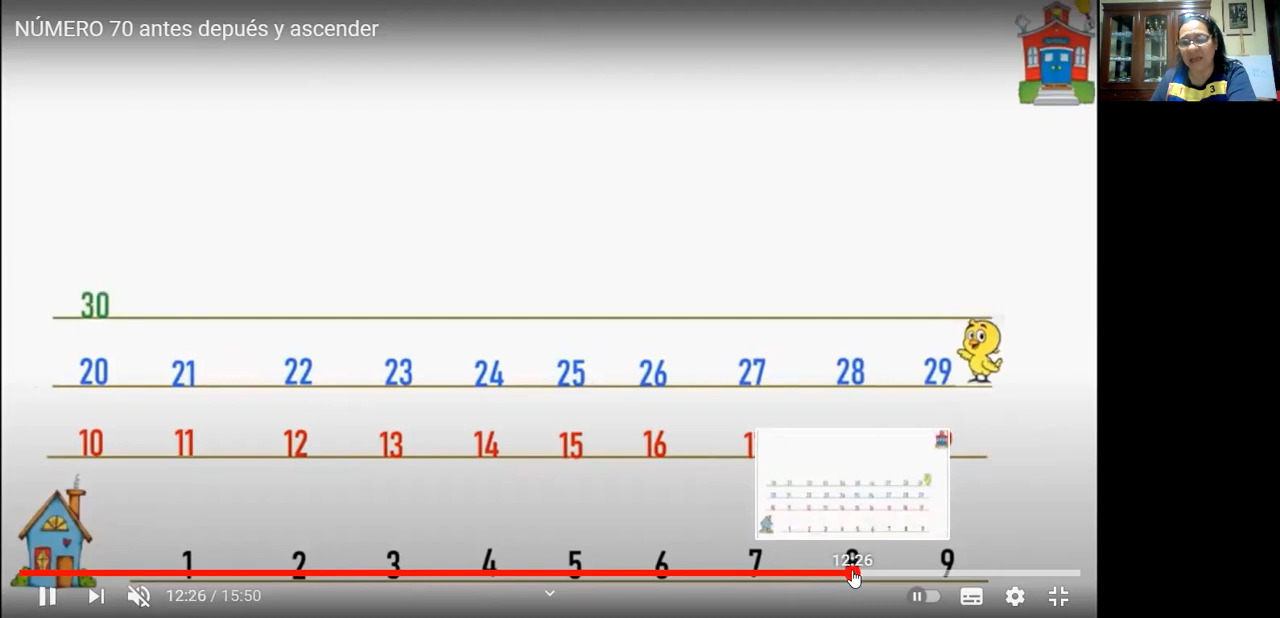 NÚMERO 70 antes depués y ascender
30
20 21 22 23 24 25 26 27 28 29
10 11 12 13 14 15 16
1 2 3 4 5 6 7 8 9
12:26
12:26 / 15:50